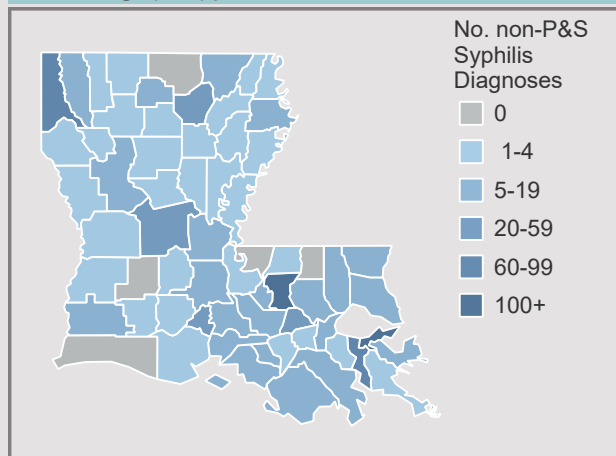 No. non-P&S
Syphilis
Diagnoses
0
1-4
5-19
20-59
60-99
100+